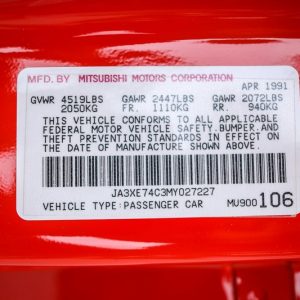 MFD. BY MITSUBISHI MOTORS CORPORATION
APR 1991
GVWR 4519LBS GAWR 2447LBS GAWR 2072LBS
2050KG FR. 1110KG RR. 940KG
THIS VEHICLE CONFORMS TO ALL APPLICABLE
FEDERAL MOTOR VEHICLE SAFETY, BUMPER, AND
THEFT PREVENTION STANDARDS IN EFFECT ON
THE DATE OF MANUFACTURE SHOWN ABOVE.
JA3XE74C3MY027227
VEHICLE TYPE: PASSENGER CAR MU900106